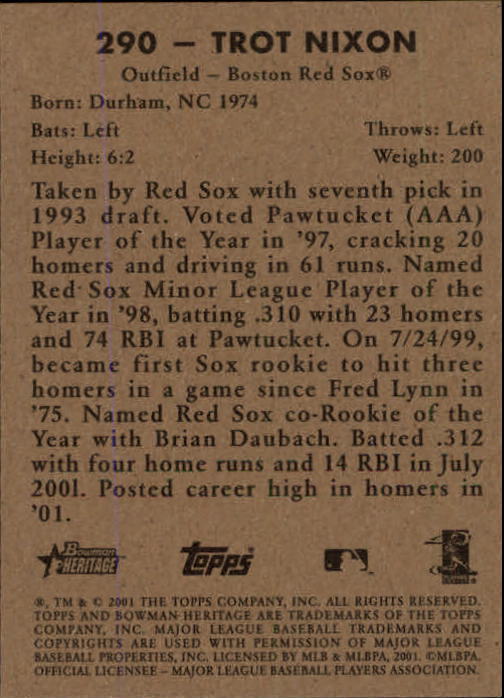 290 – TROT NIXON
Outfield – Boston Red Sox®
Born: Durham, NC 1974
Bats: Left Throws: Left
Height: 6:2 Weight: 200
Taken by Red Sox with seventh pick in
1993 draft. Voted Pawtucket (AAA)
Player of the Year in '97, cracking 20
homers and driving in 61 runs. Named
Red Sox Minor League Player of the
Year in '98, batting .310 with 23 homers
and 74 RBI at Pawtucket. On 7/24/99,
became first Sox rookie to hit three
homers in a game since Fred Lynn in
'75. Named Red Sox co-Rookie of the
Year with Brian Daubach. Batted .312
with four home runs and 14 RBI in July
2001. Posted career high in homers in
'01.
Bowman
HERITAGE
TOPPS
®, TM & © 2001 THE TOPPS COMPANY, INC. ALL RIGHTS RESERVED.
TOPPS AND BOWMAN HERITAGE ARE TRADEMARKS OF THE TOPPS
COMPANY, INC. MAJOR LEAGUE BASEBALL TRADEMARKS AND
COPYRIGHTS ARE USED WITH PERMISSION OF MAJOR LEAGUE
BASEBALL PROPERTIES, INC. LICENSED BY MLB & MLBPA, 2001. ©MLBPA.
OFFICIAL LICENSEE – MAJOR LEAGUE BASEBALL PLAYERS ASSOCIATION.